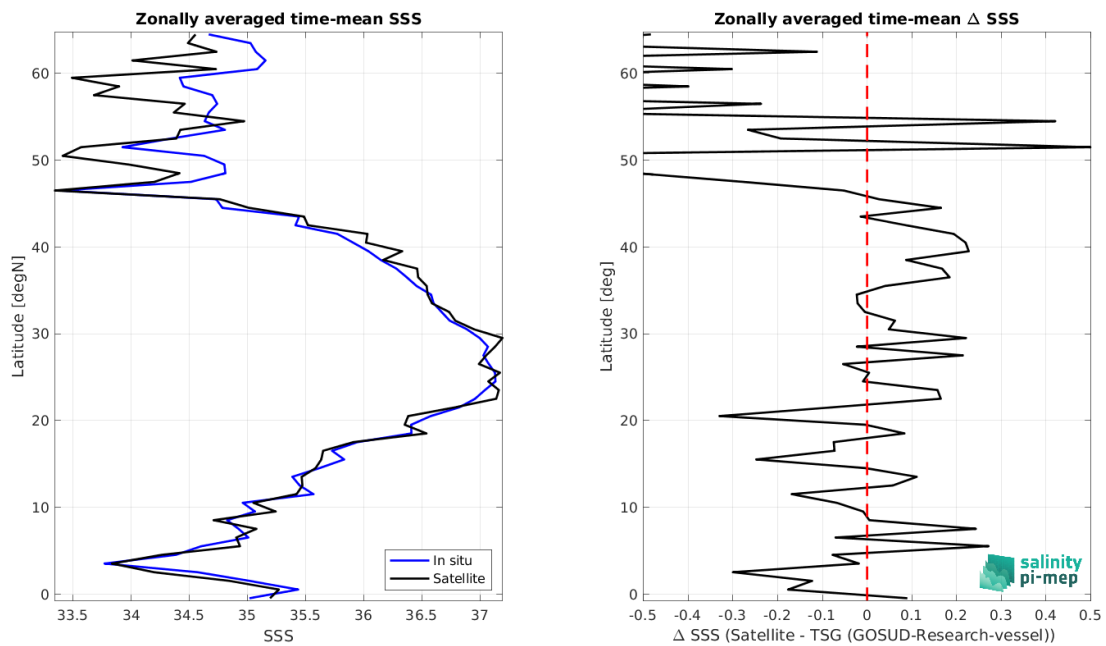 Zonally averaged time-mean SSS
60
50
40
30
20
10
0
33.5 34 34.5 35 35.5 36 36.5 37
SSS
Latitude [degN]
In situ
Satellite
Zonally averaged time-mean Δ SSS
60
50
40
30
20
10
0
-0.5 -0.4 -0.3 -0.2 -0.1 0 0.1 0.2 0.3 0.4 0.5
Δ SSS (Satellite - TSG (GOSUD-Research-vessel))
Latitude [deg]
salinity
pi-mep